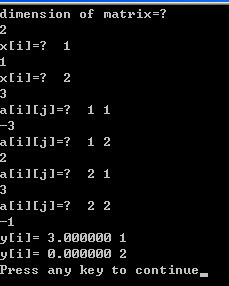 dimension of matrix=?
2
x[i]=?  1
1
x[i]=?  2
3
a[i][j]=?  1 1
-3
a[i][j]=?  1 2
2
a[i][j]=?  2 1
3
a[i][j]=?  2 2
-1
y[i]= 3.000000 1
y[i]= 0.000000 2
Press any key to continue_